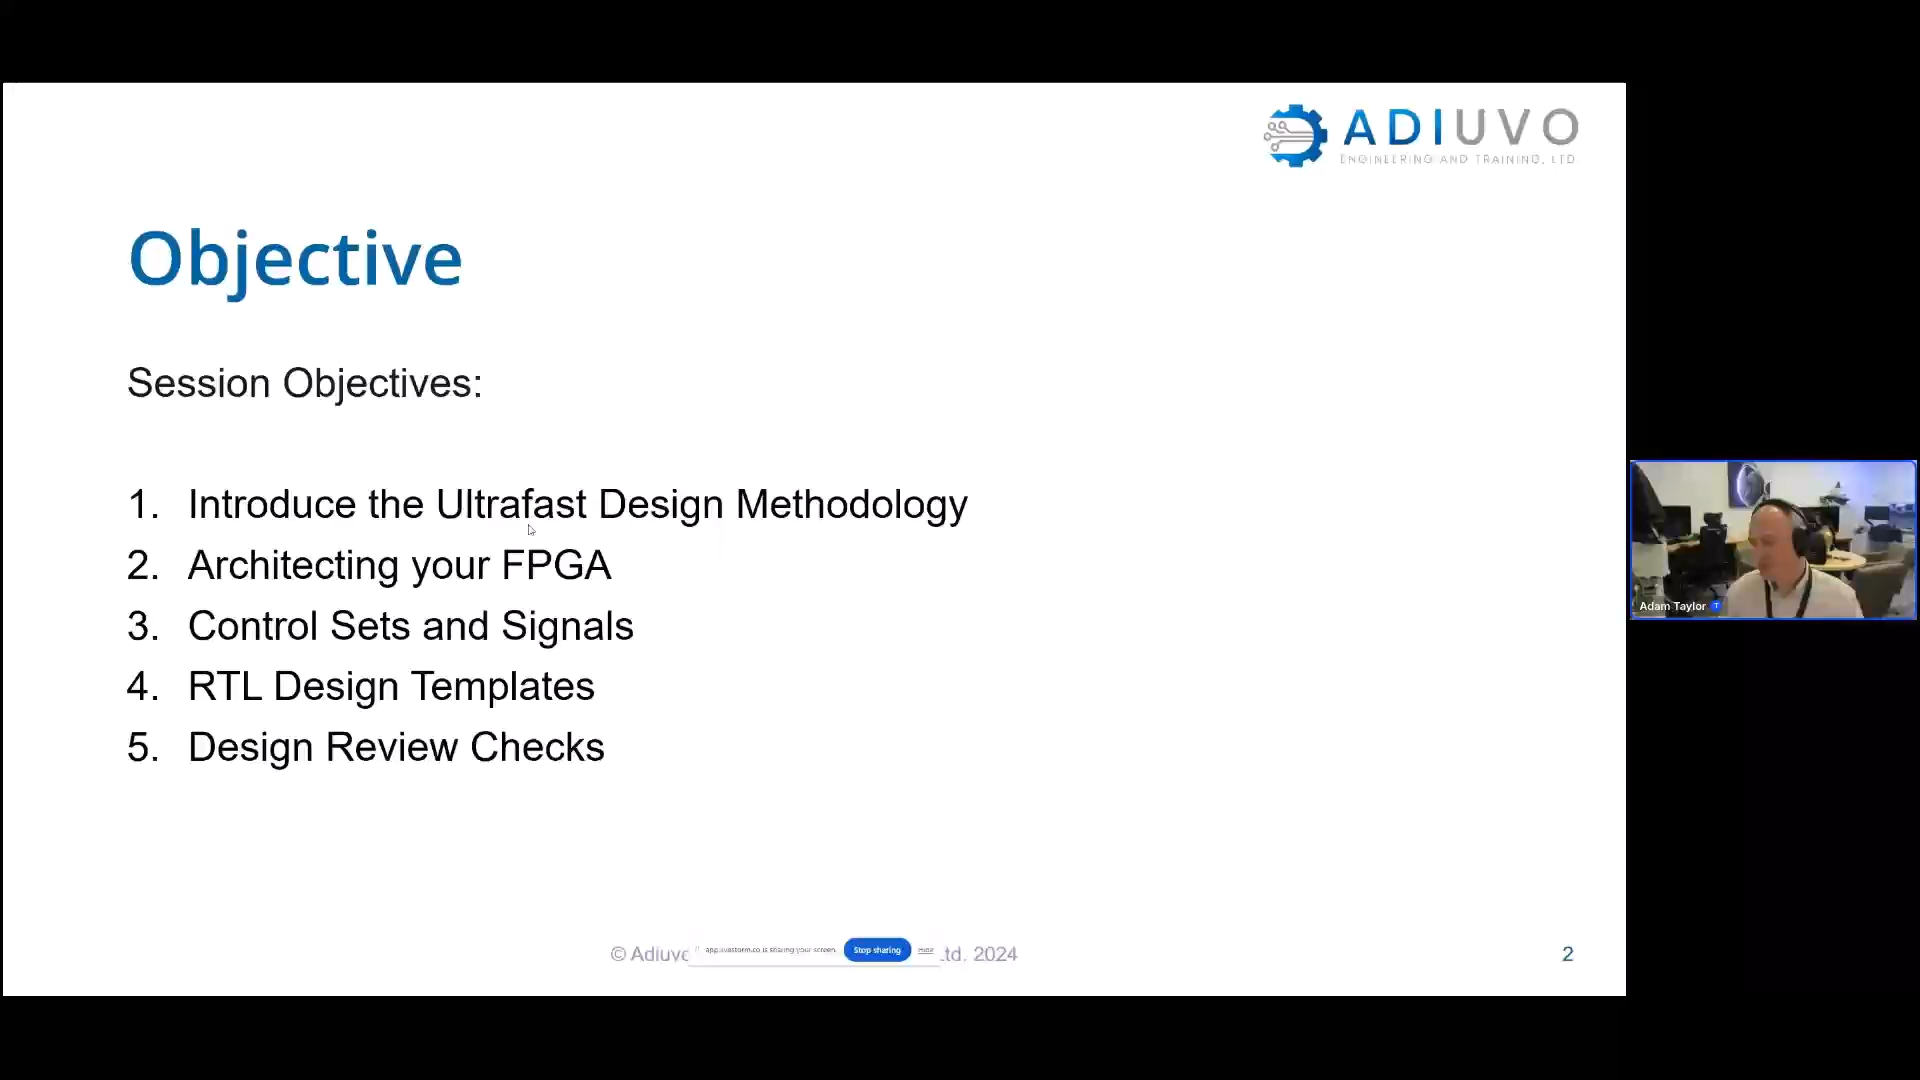 ADIUVO
ENGINEERING AND TRAINING, LTD
Objective
Session Objectives:
1. Introduce the Ultrafast Design Methodology
2. Architecting your FPGA
3. Control Sets and Signals
4. RTL Design Templates
5. Design Review Checks
Adam Taylor T
© Adiuvo
app.livestorm.co is sharing your screen. Stop sharing Hide
Ltd. 2024
2